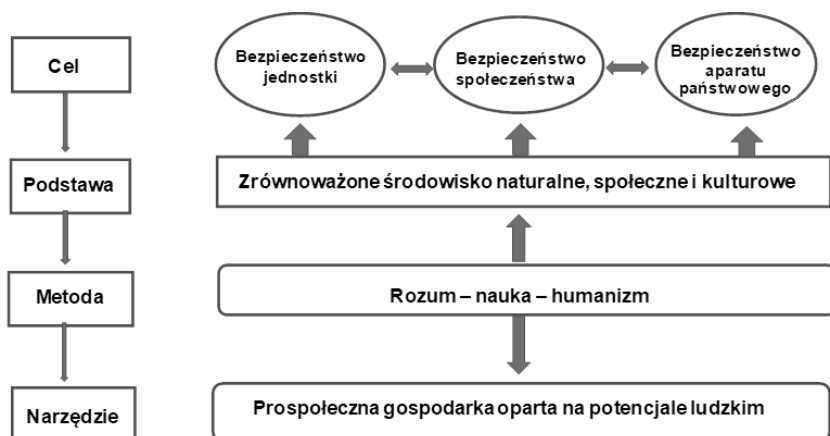 Cel
Bezpieczeństwo
jednostki
Bezpieczeństwo
społeczeństwa
Bezpieczeństwo
aparatu
państwowego
Podstawa
Zrównoważone środowisko naturalne, społeczne i kulturowe
Metoda
Rozum – nauka – humanizm
Narzędzie
Prospołeczna gospodarka oparta na potencjale ludzkim